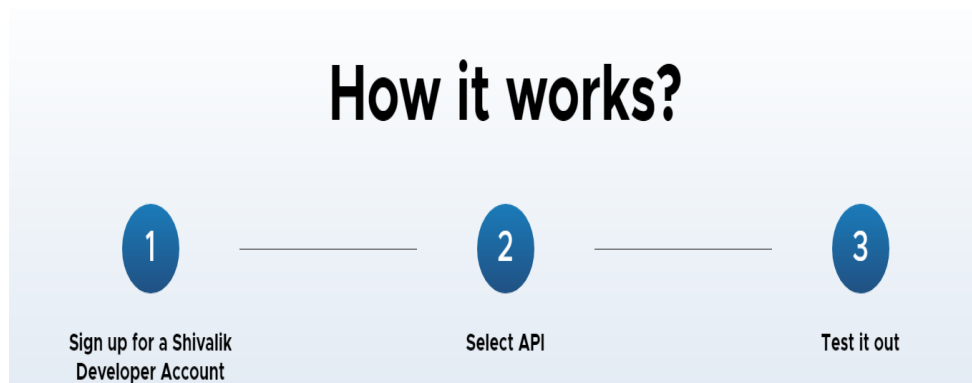 How it works?
1
2
3
Sign up for a Shivalik
Developer Account
Select API
Test it out